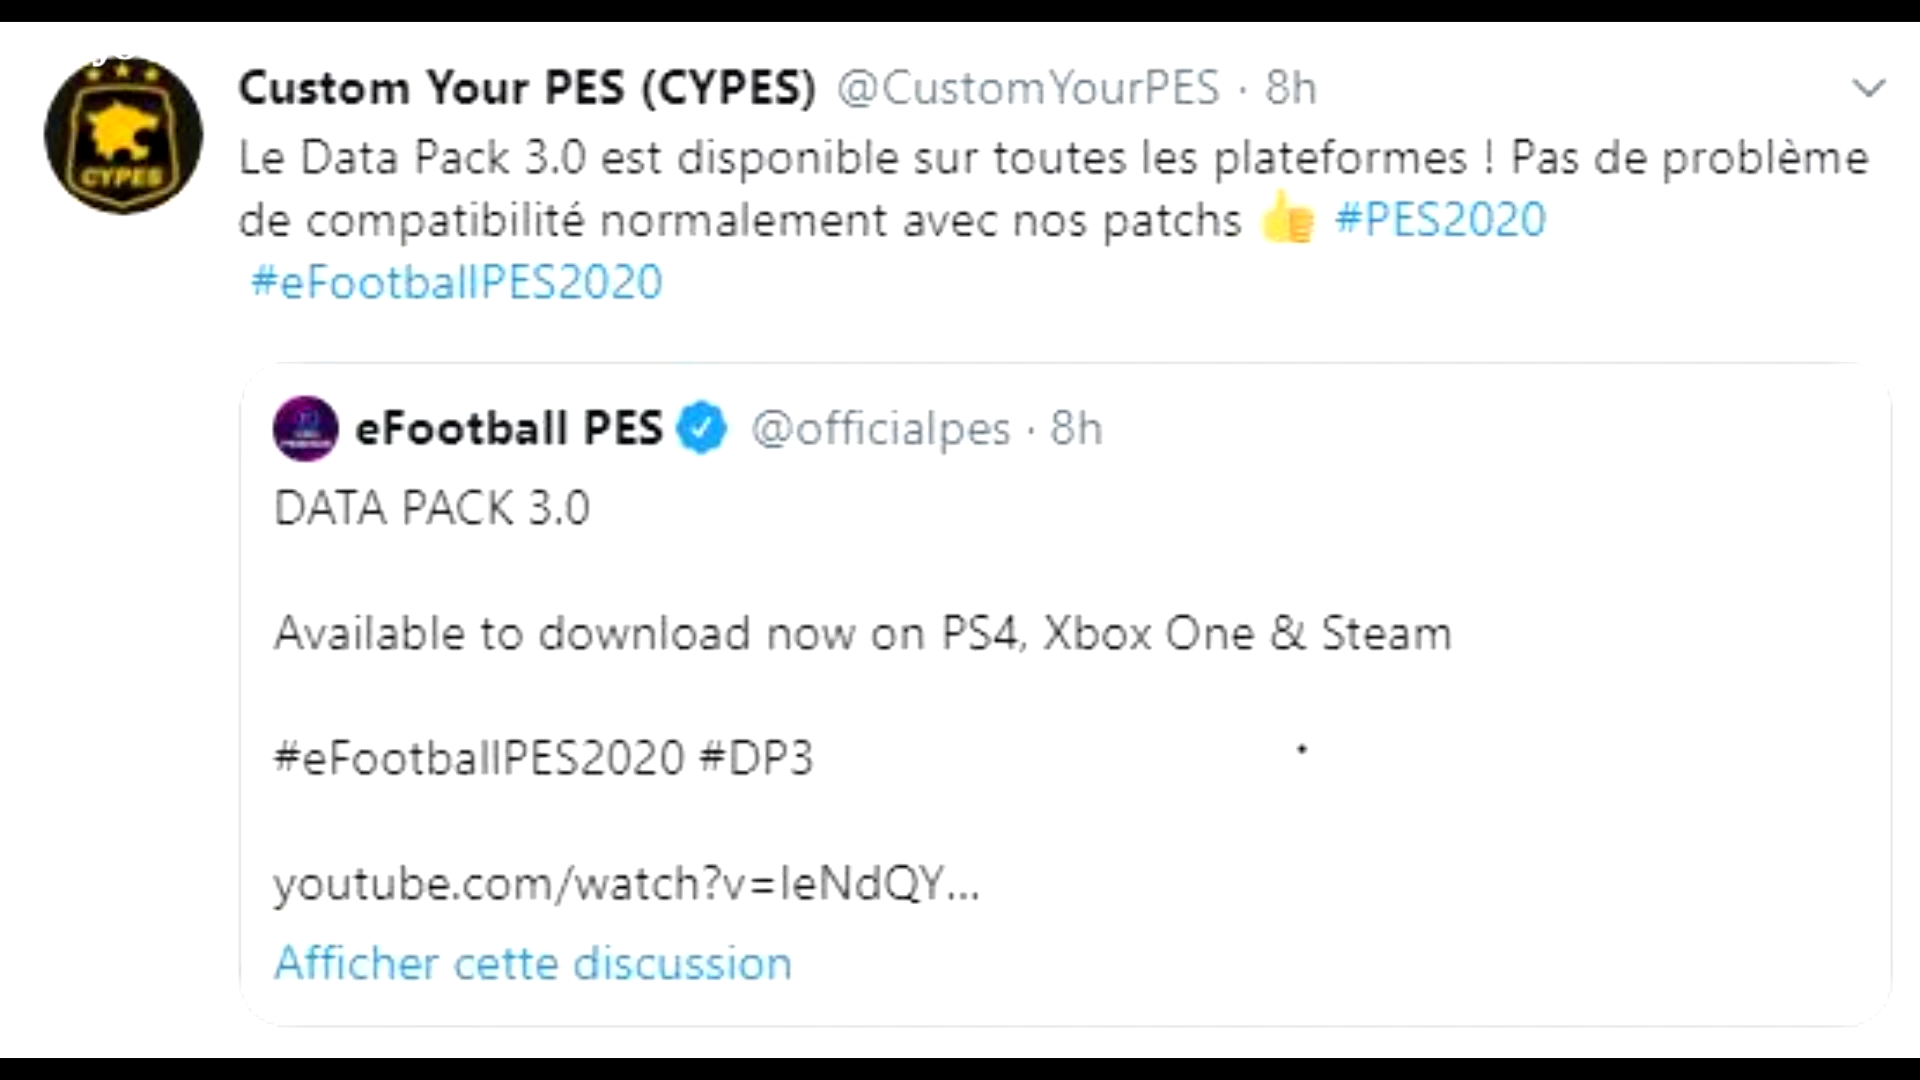 Custom Your PES (CYPES) @CustomYourPES · 8h
Le Data Pack 3.0 est disponible sur toutes les plateformes ! Pas de problème
de compatibilité normalement avec nos patchs 👍 #PES2020
#eFootballPES2020
CYPES
eFootball PES @officialpes · 8h
DATA PACK 3.0
Available to download now on PS4, Xbox One & Steam
#eFootballPES2020 #DP3
youtube.com/watch?v=leNdQY...
Afficher cette discussion